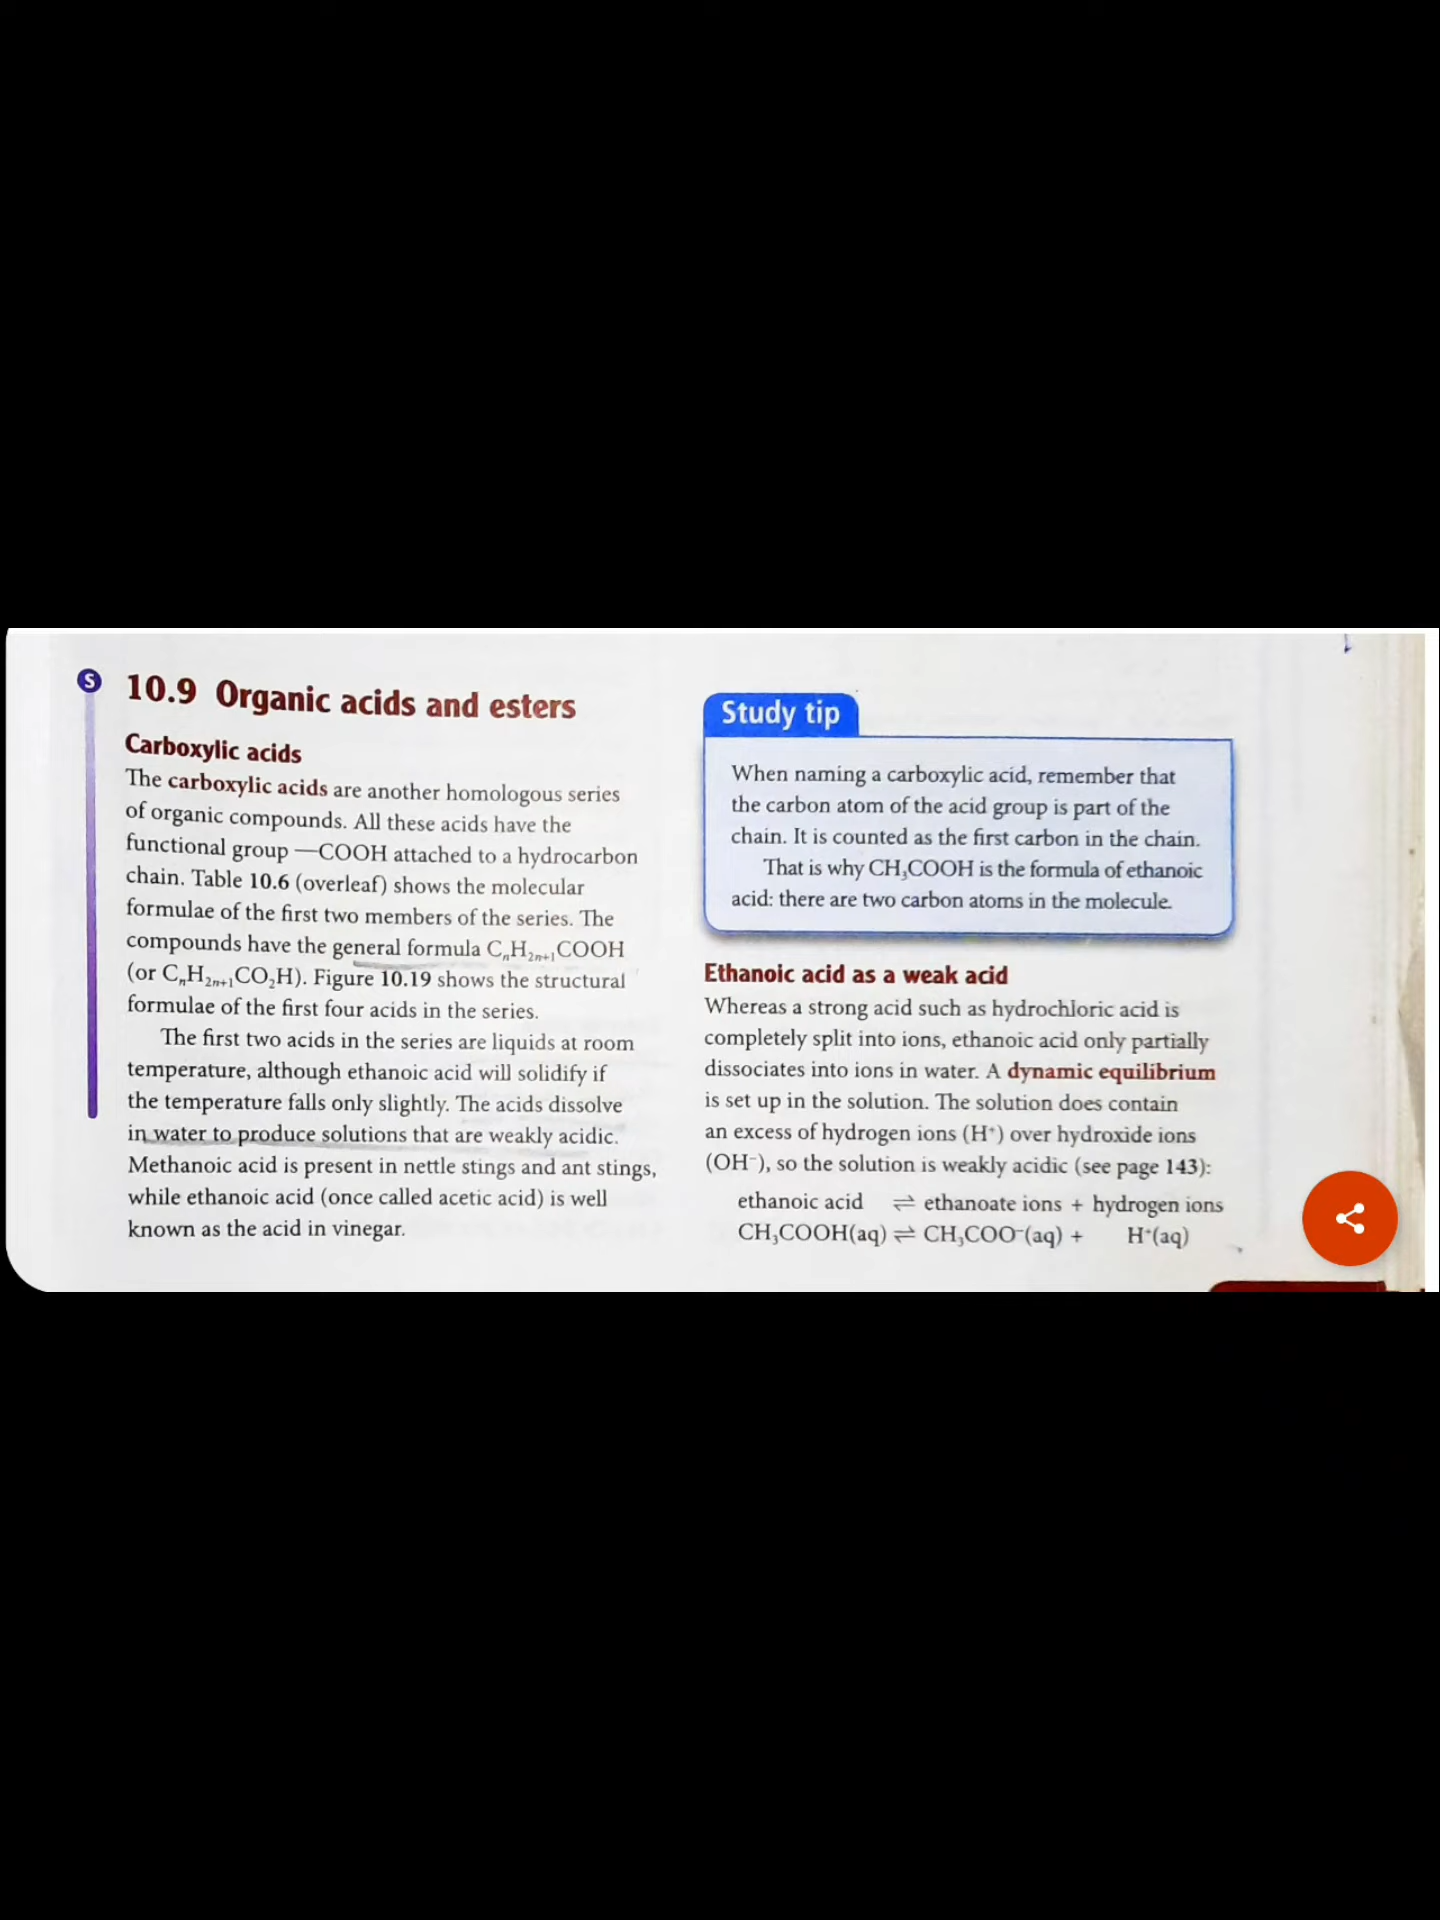 S
10.9 Organic acids and esters
Carboxylic acids
The carboxylic acids are another homologous series
of organic compounds. All these acids have the
functional group —COOH attached to a hydrocarbon
chain. Table 10.6 (overleaf) shows the molecular
formulae of the first two members of the series. The
compounds have the general formula CₙH₂ₙ₊₁COOH
(or CₙH₂ₙ₊₁CO₂H). Figure 10.19 shows the structural
formulae of the first four acids in the series.
The first two acids in the series are liquids at room
temperature, although ethanoic acid will solidify if
the temperature falls only slightly. The acids dissolve
in water to produce solutions that are weakly acidic.
Methanoic acid is present in nettle stings and ant stings,
while ethanoic acid (once called acetic acid) is well
known as the acid in vinegar.
Study tip
When naming a carboxylic acid, remember that
the carbon atom of the acid group is part of the
chain. It is counted as the first carbon in the chain.
That is why CH₃COOH is the formula of ethanoic
acid: there are two carbon atoms in the molecule.
Ethanoic acid as a weak acid
Whereas a strong acid such as hydrochloric acid is
completely split into ions, ethanoic acid only partially
dissociates into ions in water. A dynamic equilibrium
is set up in the solution. The solution does contain
an excess of hydrogen ions (H⁺) over hydroxide ions
(OH⁻), so the solution is weakly acidic (see page 143):
ethanoic acid ⇌ ethanoate ions + hydrogen ions
CH₃COOH(aq) ⇌ CH₃COO⁻(aq) + H⁺(aq)